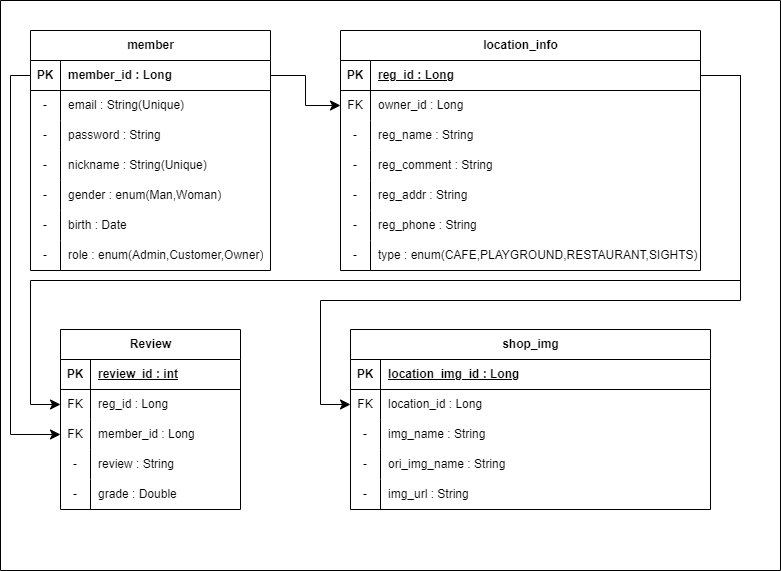 member
PK member_id : Long
- email : String(Unique)
- password : String
- nickname : String(Unique)
- gender : enum(Man,Woman)
- birth : Date
- role : enum(Admin,Customer,Owner)
location_info
PK reg_id : Long
FK owner_id : Long
- reg_name : String
- reg_comment : String
- reg_addr : String
- reg_phone : String
- type : enum(CAFE,PLAYGROUND,RESTAURANT,SIGHTS)
Review
PK review_id : int
FK reg_id : Long
FK member_id : Long
- review : String
- grade : Double
shop_img
PK location_img_id : Long
FK location_id : Long
- img_name : String
- ori_img_name : String
- img_url : String